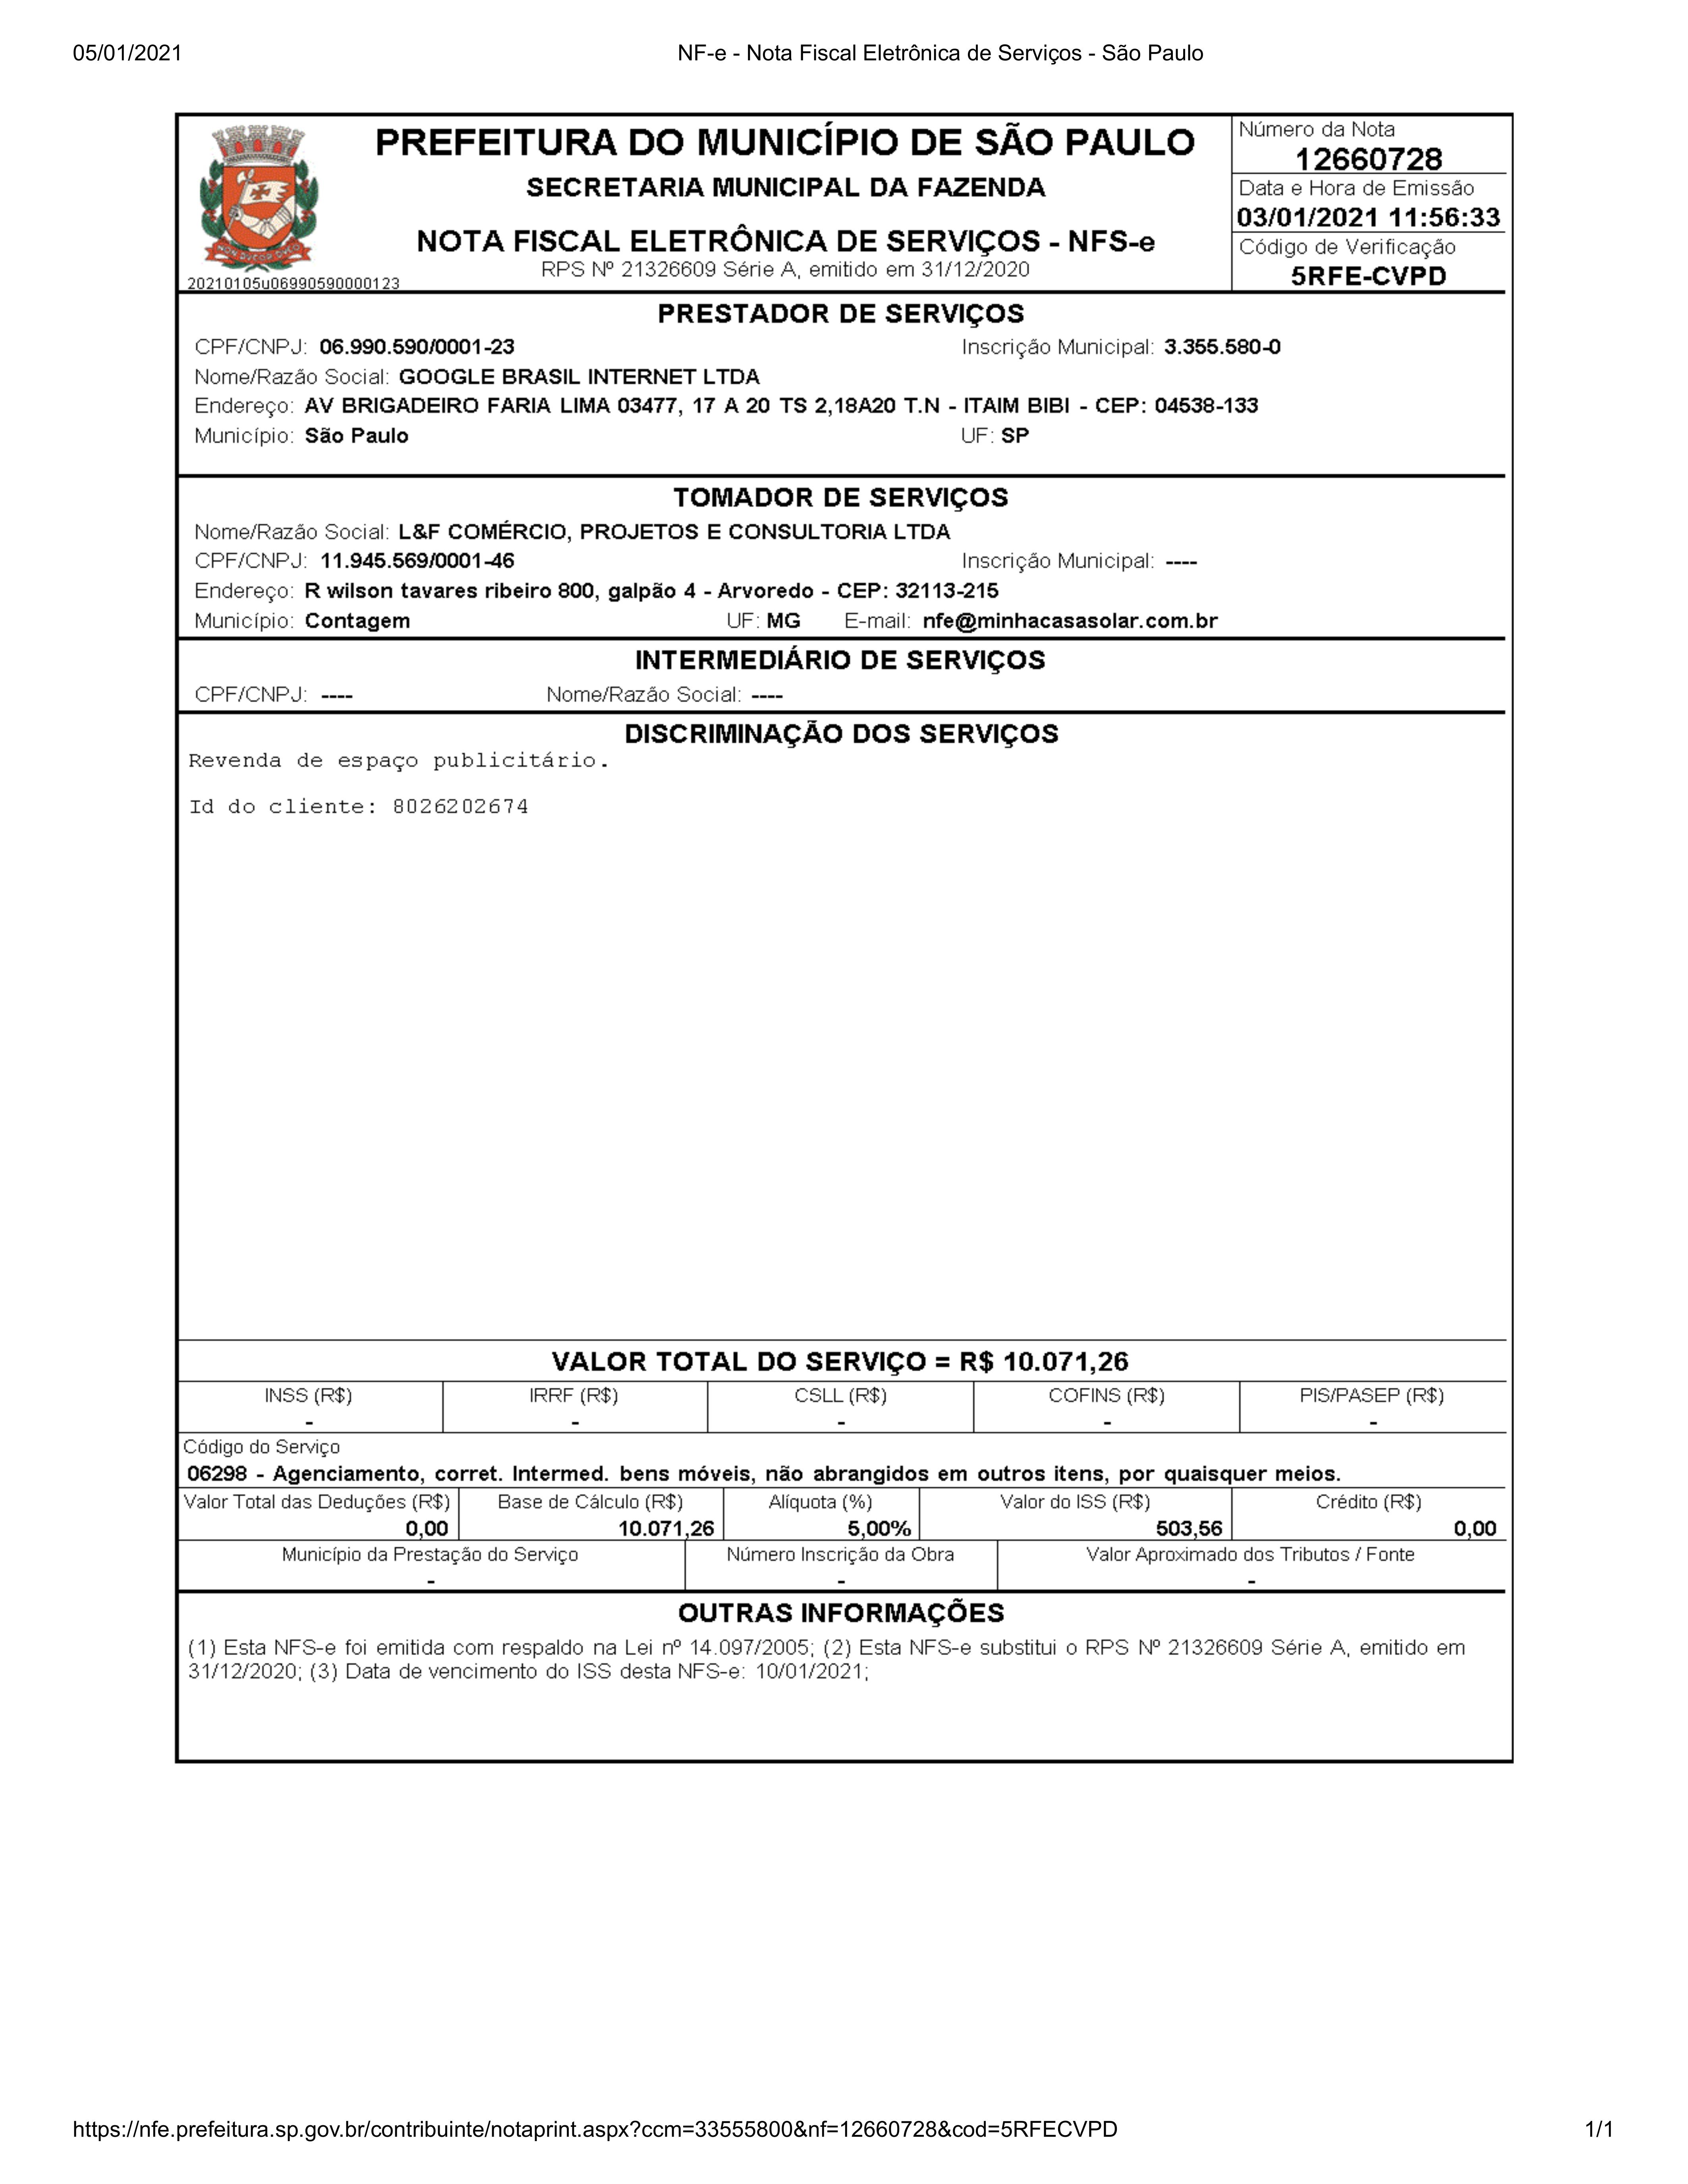 05/01/2021 NF-e - Nota Fiscal Eletrônica de Serviços - São Paulo
PREFEITURA DO MUNICÍPIO DE SÃO PAULO
SECRETARIA MUNICIPAL DA FAZENDA
NOTA FISCAL ELETRÔNICA DE SERVIÇOS - NFS-e
RPS Nº 21326609 Série A, emitido em 31/12/2020
20210105u06990590000123
Número da Nota
12660728
Data e Hora de Emissão
03/01/2021 11:56:33
Código de Verificação
5RFE-CVPD
PRESTADOR DE SERVIÇOS
CPF/CNPJ: 06.990.590/0001-23 Inscrição Municipal: 3.355.580-0
Nome/Razão Social: GOOGLE BRASIL INTERNET LTDA
Endereço: AV BRIGADEIRO FARIA LIMA 03477, 17 A 20 TS 2,18A20 T.N - ITAIM BIBI - CEP: 04538-133
Município: São Paulo UF: SP
TOMADOR DE SERVIÇOS
Nome/Razão Social: L&F COMÉRCIO, PROJETOS E CONSULTORIA LTDA
CPF/CNPJ: 11.945.569/0001-46 Inscrição Municipal: ----
Endereço: R wilson tavares ribeiro 800, galpão 4 - Arvoredo - CEP: 32113-215
Município: Contagem UF: MG E-mail: nfe@minhacasasolar.com.br
INTERMEDIÁRIO DE SERVIÇOS
CPF/CNPJ: ---- Nome/Razão Social: ----
DISCRIMINAÇÃO DOS SERVIÇOS
Revenda de espaço publicitário.
Id do cliente: 8026202674
VALOR TOTAL DO SERVIÇO = R$ 10.071,26
INSS (R$) IRRF (R$) CSLL (R$) COFINS (R$) PIS/PASEP (R$)
- - - - -
Código do Serviço
06298 - Agenciamento, corret. Intermed. bens móveis, não abrangidos em outros itens, por quaisquer meios.
Valor Total das Deduções (R$) Base de Cálculo (R$) Alíquota (%) Valor do ISS (R$) Crédito (R$)
0,00 10.071,26 5,00% 503,56 0,00
Município da Prestação do Serviço Número Inscrição da Obra Valor Aproximado dos Tributos / Fonte
- - -
OUTRAS INFORMAÇÕES
(1) Esta NFS-e foi emitida com respaldo na Lei nº 14.097/2005; (2) Esta NFS-e substitui o RPS Nº 21326609 Série A, emitido em
31/12/2020; (3) Data de vencimento do ISS desta NFS-e: 10/01/2021;
https://nfe.prefeitura.sp.gov.br/contribuinte/notaprint.aspx?ccm=33555800&nf=12660728&cod=5RFECVPD 1/1